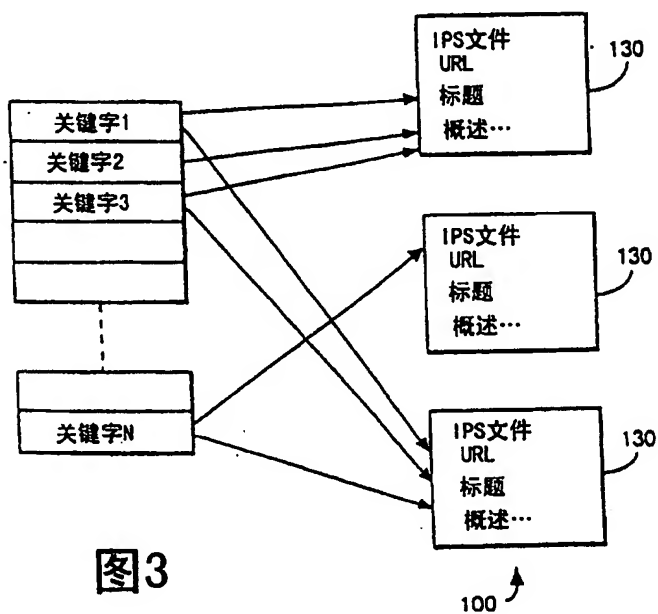 关键字1
关键字2
关键字3
关键字N
IPS文件
URL
标题
概述…
130
IPS文件
URL
标题
概述…
130
IPS文件
URL
标题
概述…
130
100
图3